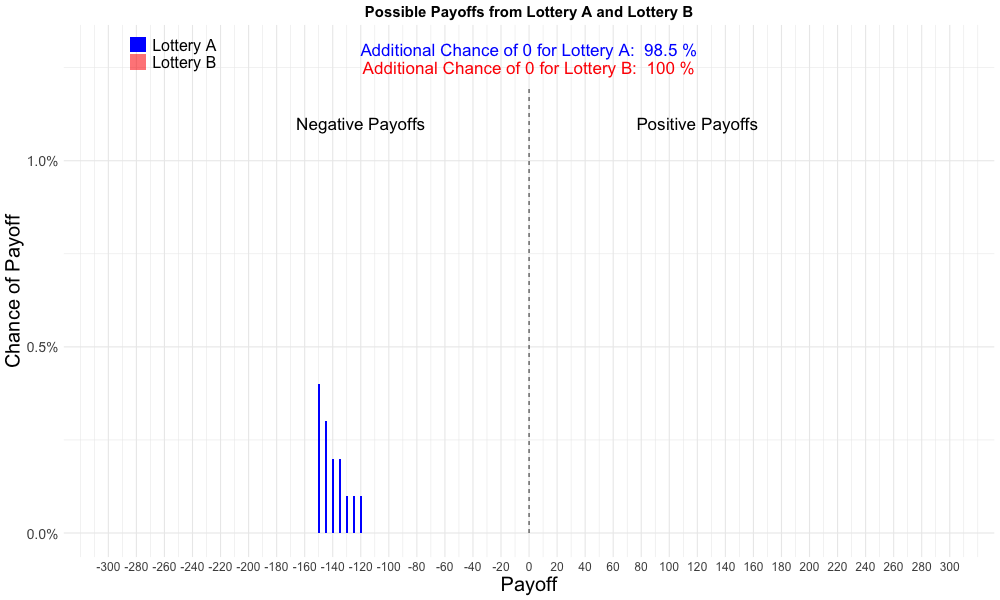 Possible Payoffs from Lottery A and Lottery B
Lottery A
Lottery B
Additional Chance of 0 for Lottery A: 98.5 %
Additional Chance of 0 for Lottery B: 100 %
Negative Payoffs
Positive Payoffs
Chance of Payoff
1.0%
0.5%
0.0%
-300 -280 -260 -240 -220 -200 -180 -160 -140 -120 -100 -80 -60 -40 -20 0 20 40 60 80 100 120 140 160 180 200 220 240 260 280 300
Payoff